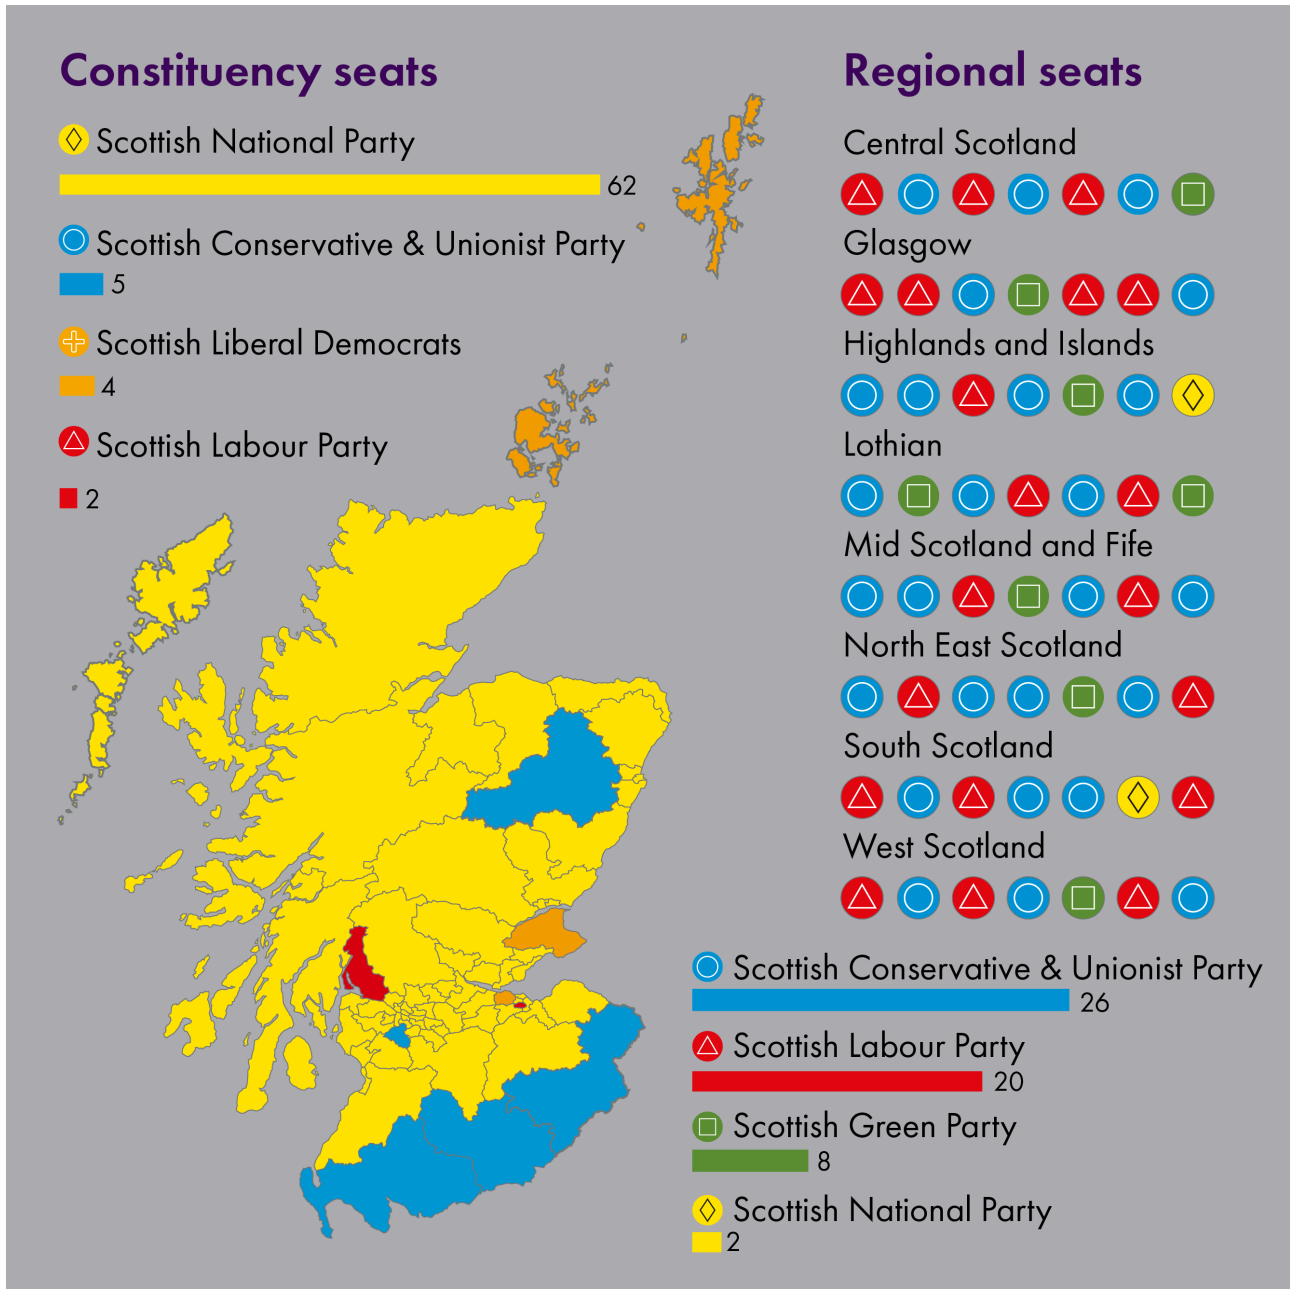 Constituency seats
Scottish National Party
62
Scottish Conservative & Unionist Party
5
Scottish Liberal Democrats
4
Scottish Labour Party
2
Regional seats
Central Scotland
Glasgow
Highlands and Islands
Lothian
Mid Scotland and Fife
North East Scotland
South Scotland
West Scotland
Scottish Conservative & Unionist Party
26
Scottish Labour Party
20
Scottish Green Party
8
Scottish National Party
2